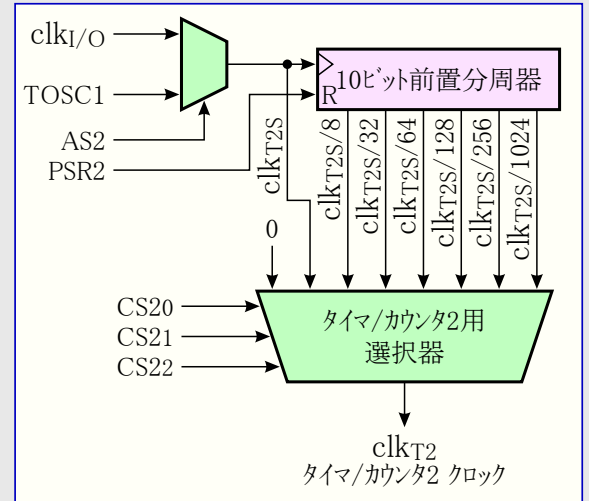 clkI/O
TOSC1
AS2
PSR2
10ビット前置分周器
R
clkT2S
clkT2S/8
clkT2S/32
clkT2S/64
clkT2S/128
clkT2S/256
clkT2S/1024
0
CS20
CS21
CS22
タイマ/カウンタ2用
選択器
clkT2
タイマ/カウンタ2 クロック